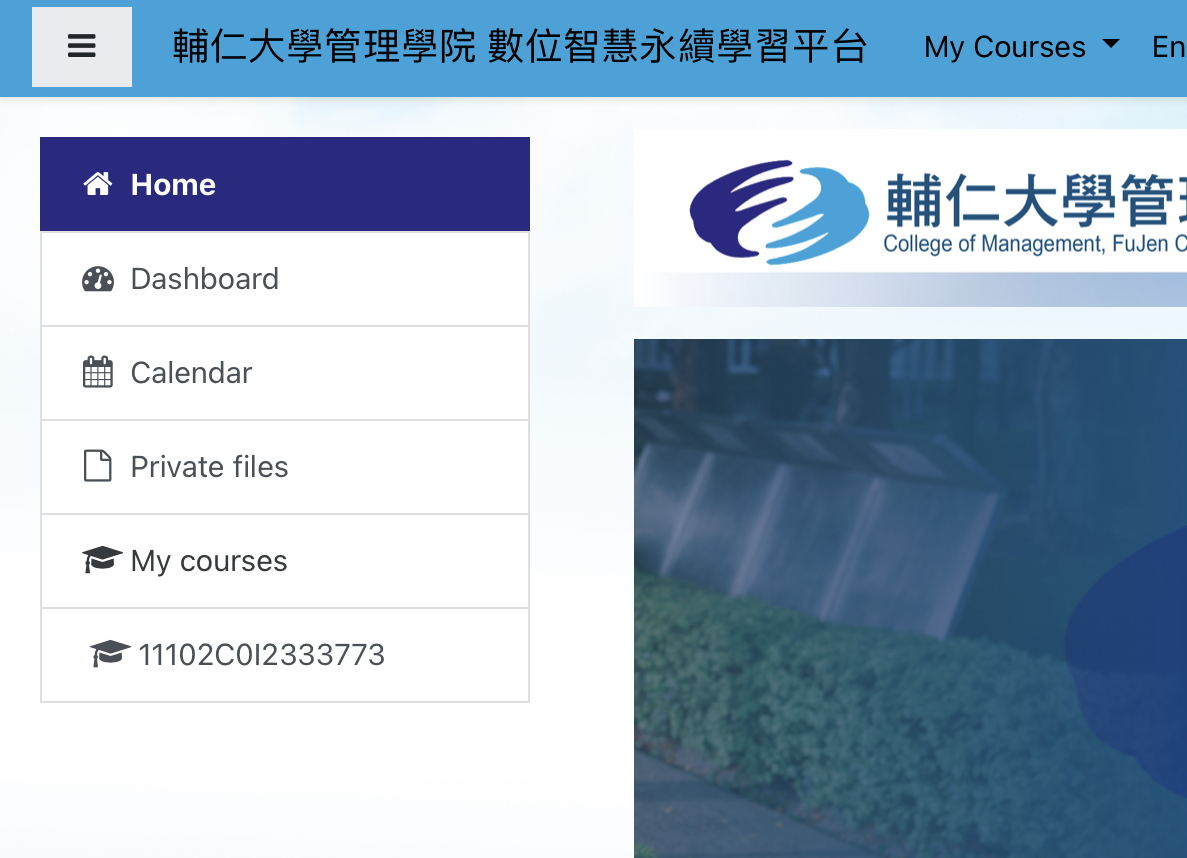 輔仁大學管理學院 數位智慧永續學習平台
My Courses
En
Home
Dashboard
Calendar
Private files
My courses
11102C0I2333773
輔仁大學管
College of Management, FuJen C